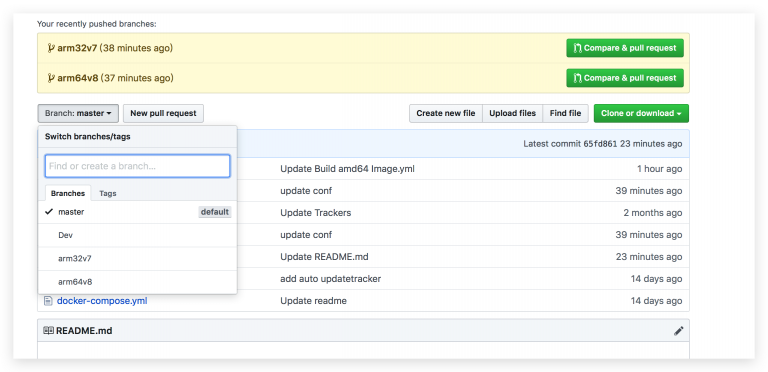 Your recently pushed branches:
arm32v7 (38 minutes ago) Compare & pull request
arm64v8 (37 minutes ago) Compare & pull request
Branch: master New pull request Create new file Upload files Find file Clone or download
Switch branches/tags
Latest commit 65fd861 23 minutes ago
Find or create a branch...
Update Build amd64 Image.yml 1 hour ago
Branches Tags
update conf 39 minutes ago
master default
Update Trackers 2 months ago
Dev
update conf 39 minutes ago
arm32v7
Update README.md 23 minutes ago
arm64v8
add auto updatetracker 14 days ago
docker-compose.yml Update readme 14 days ago
README.md